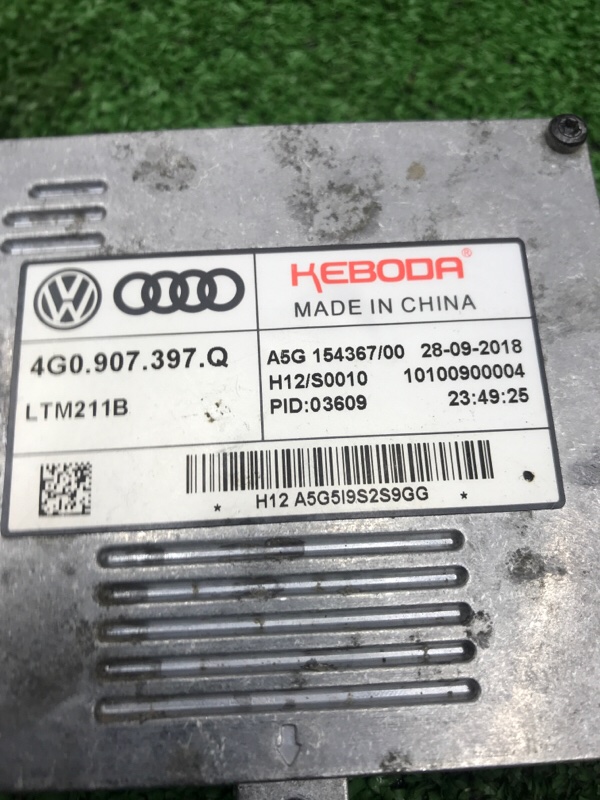 KEBODA®
MADE IN CHINA
4G0.907.397.Q
LTM211B
A5G 154367/00 28-09-2018
H12/S0010 10100900004
PID:03609 23:49:25
* H12 A5G5I9S2S9GG *